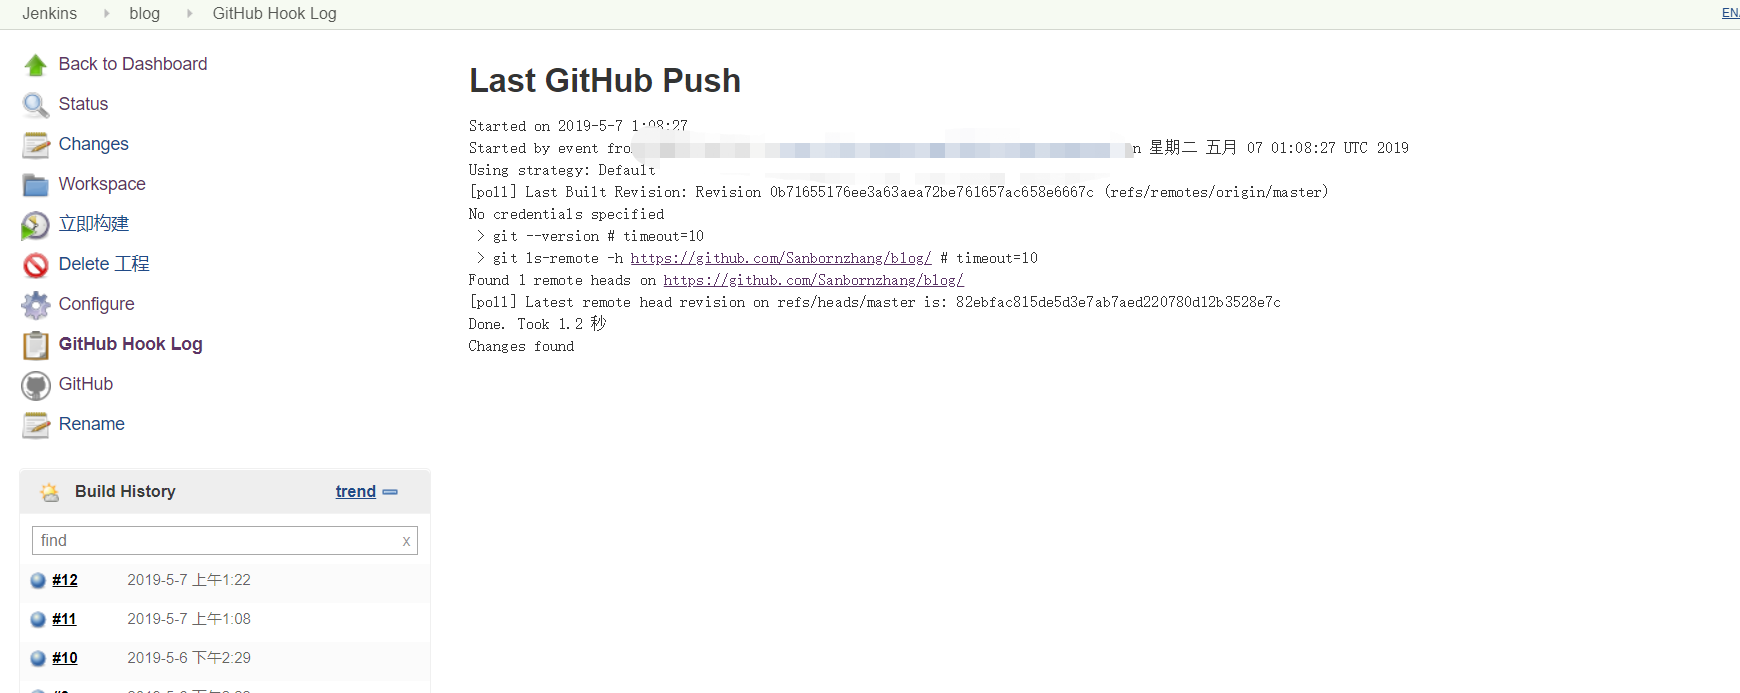 Jenkins blog GitHub Hook Log
EN
Back to Dashboard
Status
Changes
Workspace
立即构建
Delete 工程
Configure
GitHub Hook Log
GitHub
Rename
Build History trend
find x
#12 2019-5-7 上午1:22
#11 2019-5-7 上午1:08
#10 2019-5-6 下午2:29
Last GitHub Push
Started on 2019-5-7 1:08:27
Started by event from 星期二 五月 07 01:08:27 UTC 2019
Using strategy: Default
[poll] Last Built Revision: Revision 0b71655176ee3a63aea72be761657ac658e6667c (refs/remotes/origin/master)
No credentials specified
> git --version # timeout=10
> git ls-remote -h https://github.com/Sanbornzhang/blog/ # timeout=10
Found 1 remote heads on https://github.com/Sanbornzhang/blog/
[poll] Latest remote head revision on refs/heads/master is: 82ebfac815de5d3e7ab7aed220780d12b3528e7c
Done. Took 1.2 秒
Changes found